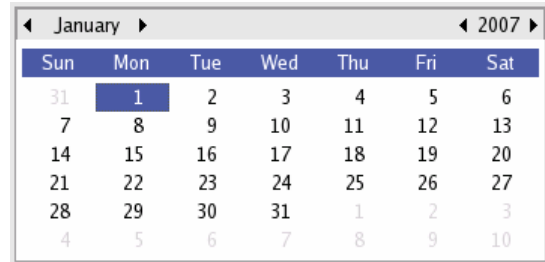 January 2007
Sun Mon Tue Wed Thu Fri Sat
31 1 2 3 4 5 6
7 8 9 10 11 12 13
14 15 16 17 18 19 20
21 22 23 24 25 26 27
28 29 30 31 1 2 3
4 5 6 7 8 9 10